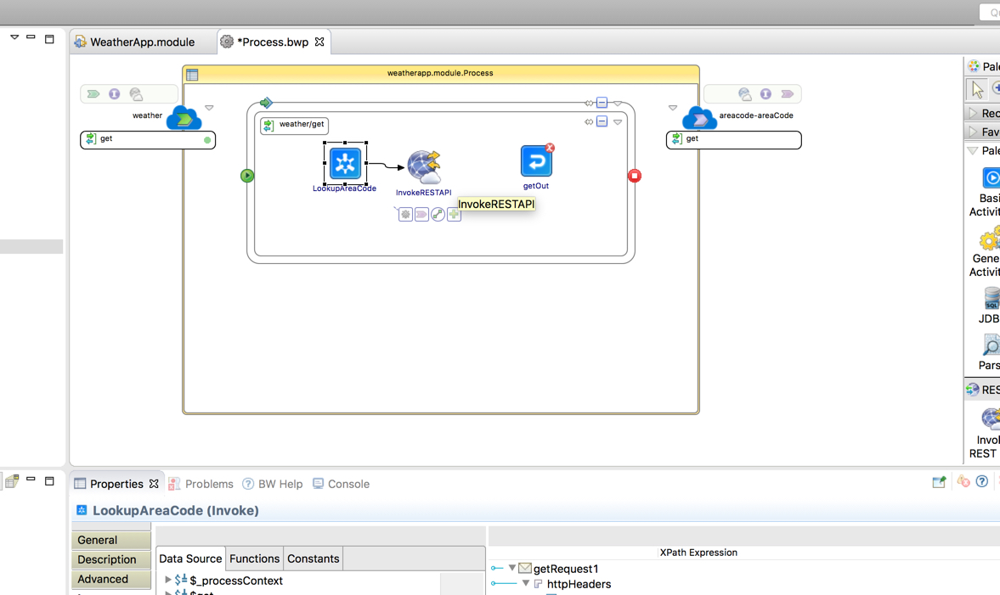 Qu
WeatherApp.module
*Process.bwp
weatherapp.module.Process
Pale
weather
areacode-areaCode
get
get
weather/get
LookupAreaCode
InvokeRESTAPI
getOut
InvokeRESTAPI
Rec
Fav
Pale
Basi
Activit
Gene
Activit
SQL
JDB
Pars
RES
Invo
REST
Properties
Problems
BW Help
Console
LookupAreaCode (Invoke)
General
Description
Advanced
Data Source
Functions
Constants
$_processContext
XPath Expression
getRequest1
httpHeaders